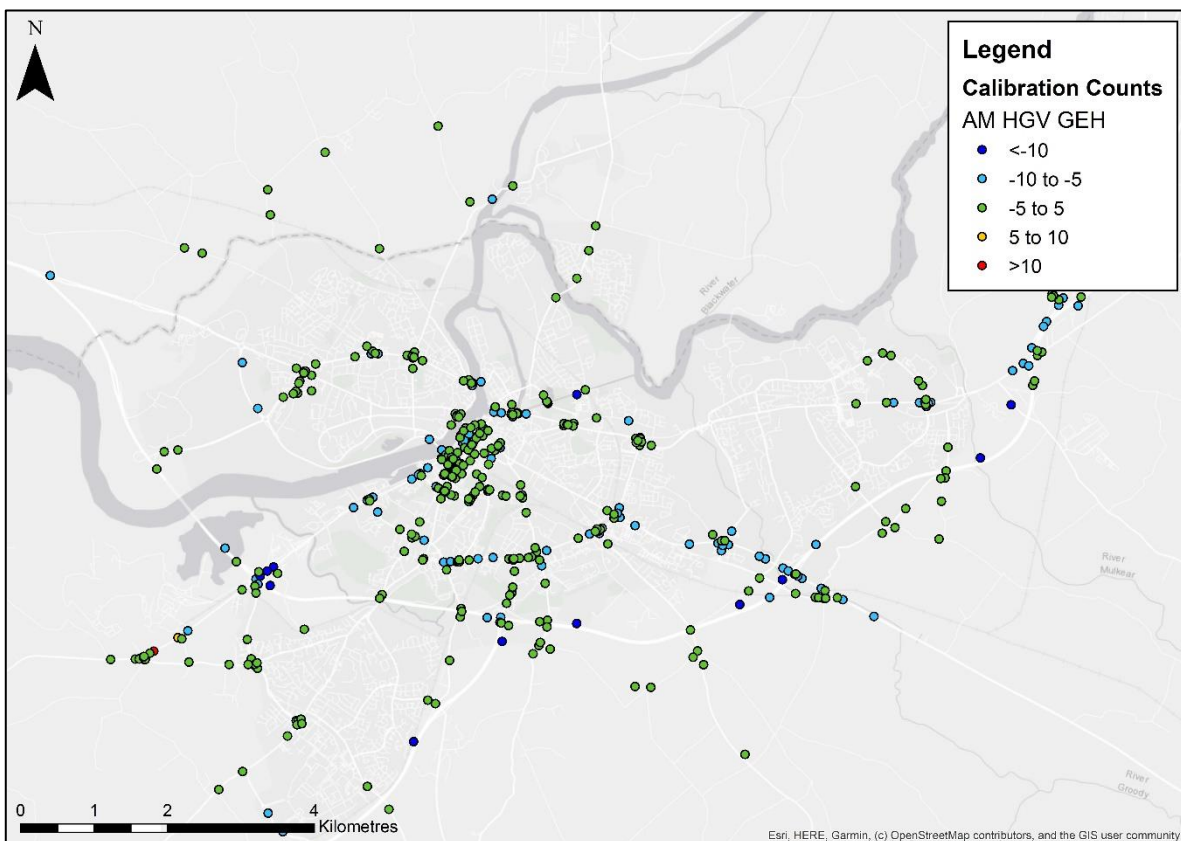 N
Legend
Calibration Counts
AM HGV GEH
<-10
-10 to -5
-5 to 5
5 to 10
>10
River
Blackwater
River
Mulkear
River
Groody
0 1 2 4
Kilometres
Esri, HERE, Garmin, (c) OpenStreetMap contributors, and the GIS user community